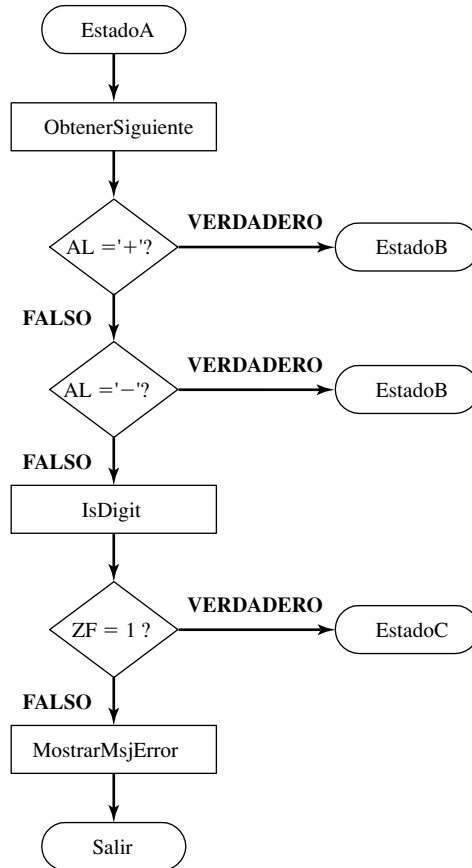 EstadoA
ObtenerSiguiente
AL ='+'?
VERDADERO
EstadoB
FALSO
AL ='−'?
VERDADERO
EstadoB
FALSO
IsDigit
ZF = 1 ?
VERDADERO
EstadoC
FALSO
MostrarMsjError
Salir